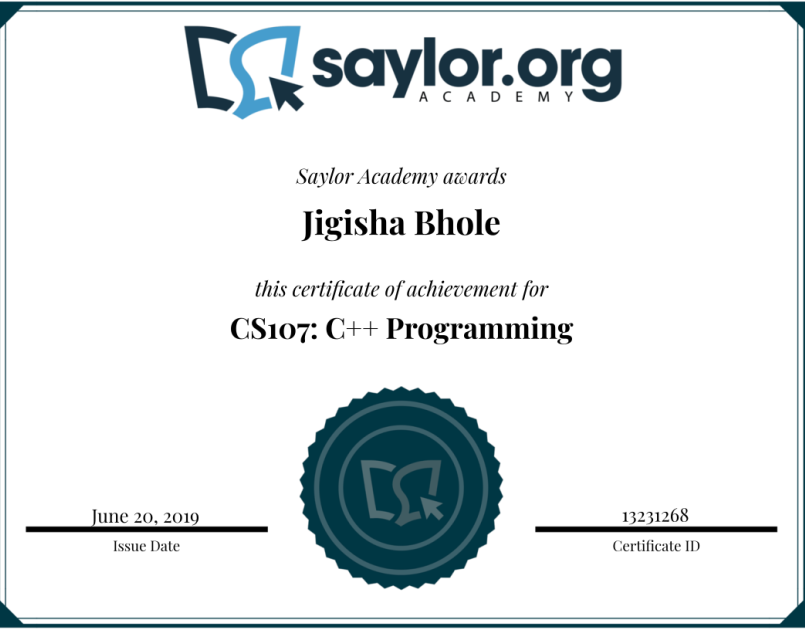 saylor.org
ACADEMY
Saylor Academy awards
Jigisha Bhole
this certificate of achievement for
CS107: C++ Programming
June 20, 2019
Issue Date
13231268
Certificate ID